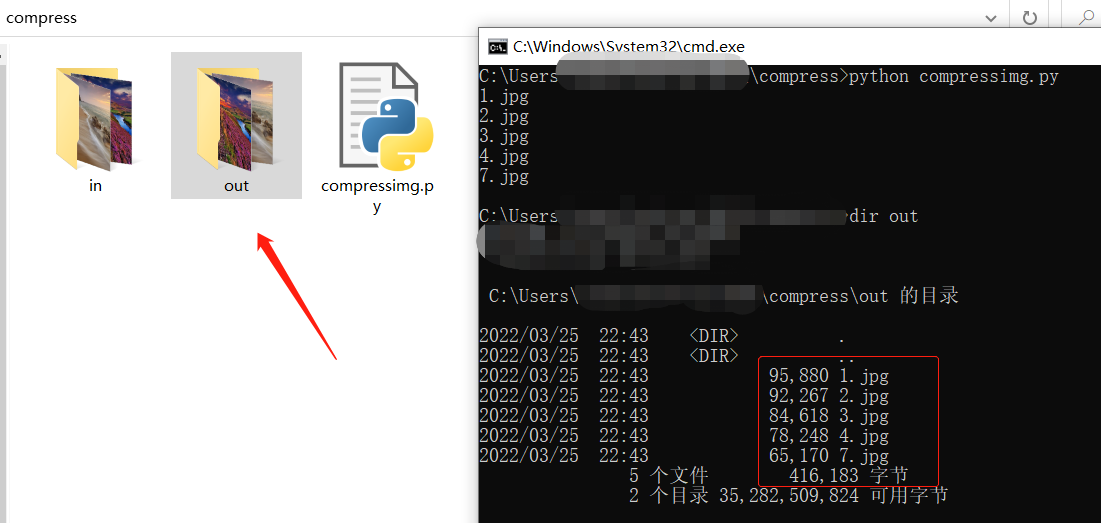 compress
in
out
compressimg.p
y
C:\Windows\System32\cmd.exe
C:\Users \compress>python compressimg.py
1.jpg
2.jpg
3.jpg
4.jpg
7.jpg
C:\Users dir out
C:\Users\ \compress\out 的目录
2022/03/25 22:43 <DIR> .
2022/03/25 22:43 <DIR> ..
2022/03/25 22:43 95,880 1.jpg
2022/03/25 22:43 92,267 2.jpg
2022/03/25 22:43 84,618 3.jpg
2022/03/25 22:43 78,248 4.jpg
2022/03/25 22:43 65,170 7.jpg
5 个文件 416,183 字节
2 个目录 35,282,509,824 可用字节